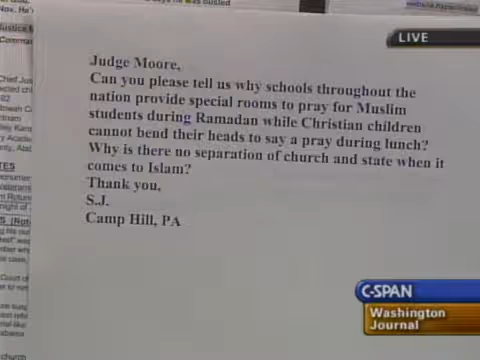 LIVE
Judge Moore,
Can you please tell us why schools throughout the
nation provide special rooms to pray for Muslim
students during Ramadan while Christian children
cannot bend their heads to say a pray during lunch?
Why is there no separation of church and state when it
comes to Islam?
Thank you,
S.J.
Camp Hill, PA
C-SPAN
Washington
Journal